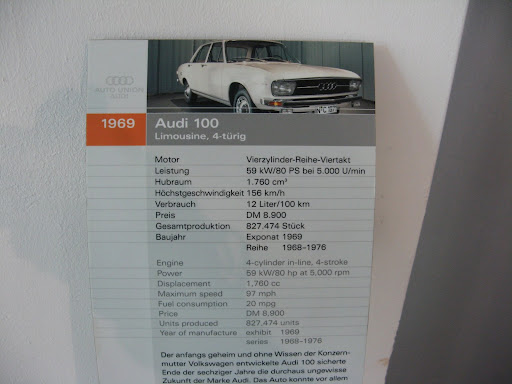 AUTO UNION
1969 Audi 100
Limousine, 4-türig
Motor Vierzylinder-Reihe-Viertakt
Leistung 59 kW/80 PS bei 5.000 U/min
Hubraum 1.760 cm³
Höchstgeschwindigkeit 156 km/h
Verbrauch 12 Liter/100 km
Preis DM 8.900
Gesamtproduktion 827.474 Stück
Baujahr Exponat 1969
Reihe 1968-1976
Engine 4-cylinder in-line, 4-stroke
Power 59 kW/80 hp at 5,000 rpm
Displacement 1,760 cc
Maximum speed 97 mph
Fuel consumption 20 mpg
Price DM 8.900
Units produced 827,474 units
Year of manufacture exhibit 1969
series 1968-1976
Der anfangs geheim und ohne Wissen der Konzern-
mutter Volkswagen entwickelte Audi 100 sicherte
Ende der sechziger Jahre die durchaus ungewisse
Zukunft der Marke Audi. Das Auto konnte vor allem